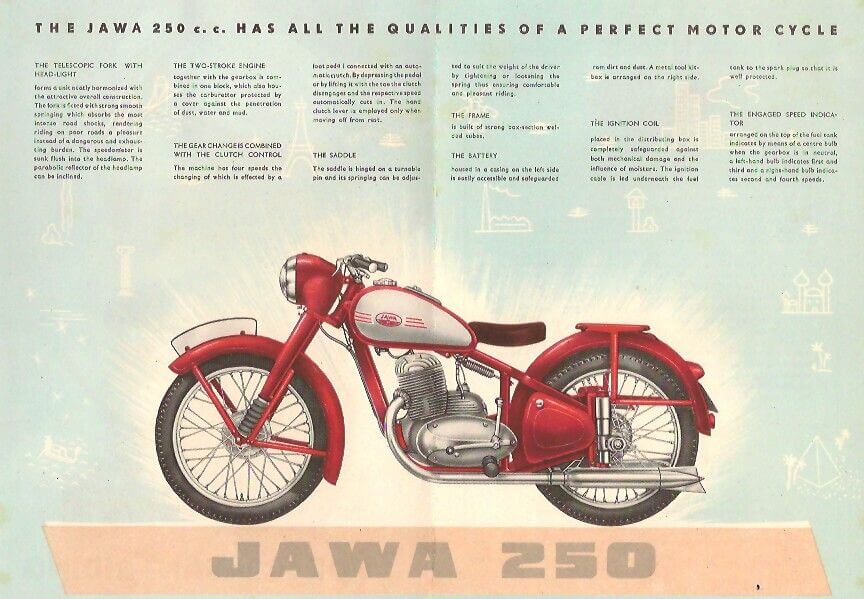 THE JAWA 250 c.c. HAS ALL THE QUALITIES OF A PERFECT MOTOR CYCLE
THE TELESCOPIC FORK WITH
HEAD-LIGHT
forms a unit neatly harmonized with
the attractive overall construction.
The fork is fitted with strong smooth
springing which absorbs the most
intense road shocks, rendering
riding on poor roads a pleasure
instead of a dangerous and exhaus-
ting burden. The speedometer is
sunk flush into the headlamp. The
parabolic reflector of the headlamp
can be inclined.
THE TWO-STROKE ENGINE
together with the gearbox is com-
bined in one block, which also hou-
ses the carburetter protected by
a cover against the penetration
of dust, water and mud.
THE GEAR CHANGE IS COMBINED
WITH THE CLUTCH CONTROL
The machine has four speeds the
changing of which is effected by a
foot pedal connected with an auto-
matic clutch. By depressing the pedal
or by lifting it with the toe the clutch
disengages and the respective speed
automatically cuts in. The hand
clutch lever is employed only when
moving off from rest.
THE SADDLE
The saddle is hinged on a turnable
pin and its springing can be adjus-
ted to suit the weight of the driver
by tightening or loosening the
spring thus ensuring comfortable
and pleasant riding.
THE FRAME
is built of strong box-section wel-
ded tubes.
THE BATTERY
housed in a casing on the left side
is easily accessible and safeguarded
rom dirt and dust. A metal tool kit-
box is arranged on the right side.
THE IGNITION COIL
placed in the distributing box is
completely safeguarded against
both mechanical damage and the
influence of moisture. The ignition
cable is led underneath the fuel
tank to the spark plug so that it is
well protected.
THE ENGAGED SPEED INDICA-
TOR
arranged on the top of the fuel tank
indicates by means of a centre bulb
when the gearbox is in neutral,
a left-hand bulb indicates first and
third and a right-hand bulb indica-
tes second and fourth speeds.
JAWA
JAWA 250